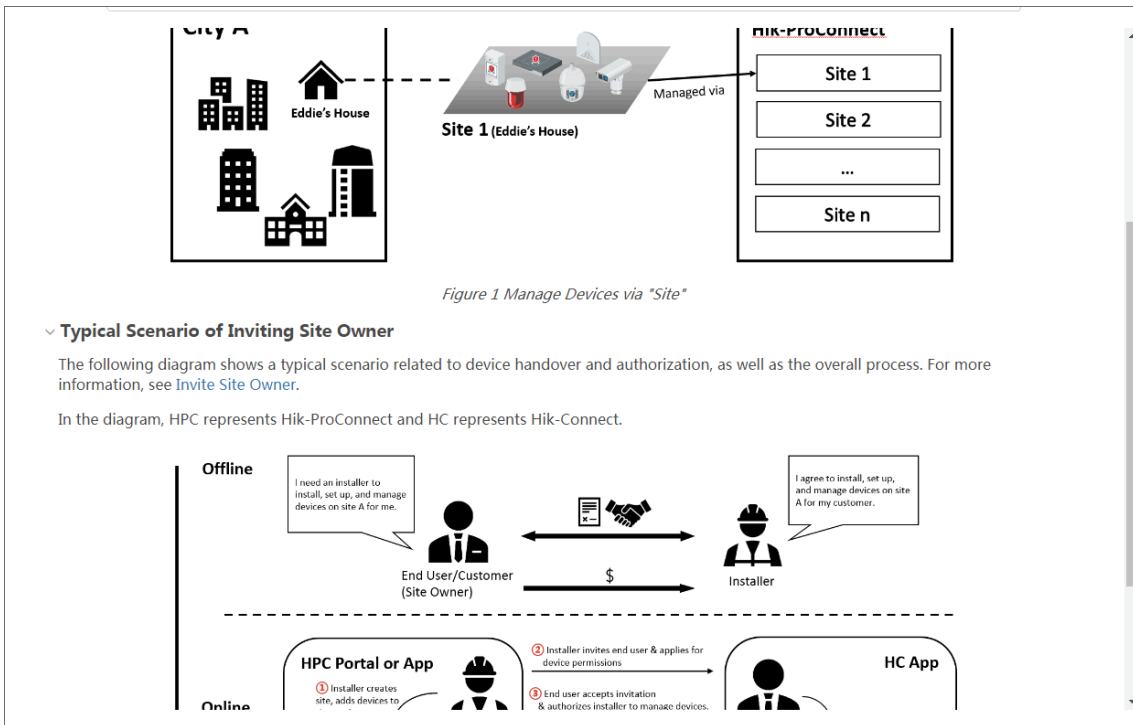 City A
Hik-ProConnect
Site 1
Eddie's House
Managed via
Site 2
Site 1 (Eddie's House)
...
Site n
Figure 1 Manage Devices via "Site"
Typical Scenario of Inviting Site Owner
The following diagram shows a typical scenario related to device handover and authorization, as well as the overall process. For more
information, see Invite Site Owner.
In the diagram, HPC represents Hik-ProConnect and HC represents Hik-Connect.
Offline
I need an installer to
install, set up, and manage
devices on site A for me.
I agree to install, set up,
and manage devices on site
A for my customer.
End User/Customer
(Site Owner)
$
Installer
HPC Portal or App
① Installer creates
site, adds devices to
② Installer invites end user & applies for
device permissions
③ End user accepts invitation
& authorizes installer to manage devices.
HC App
Online